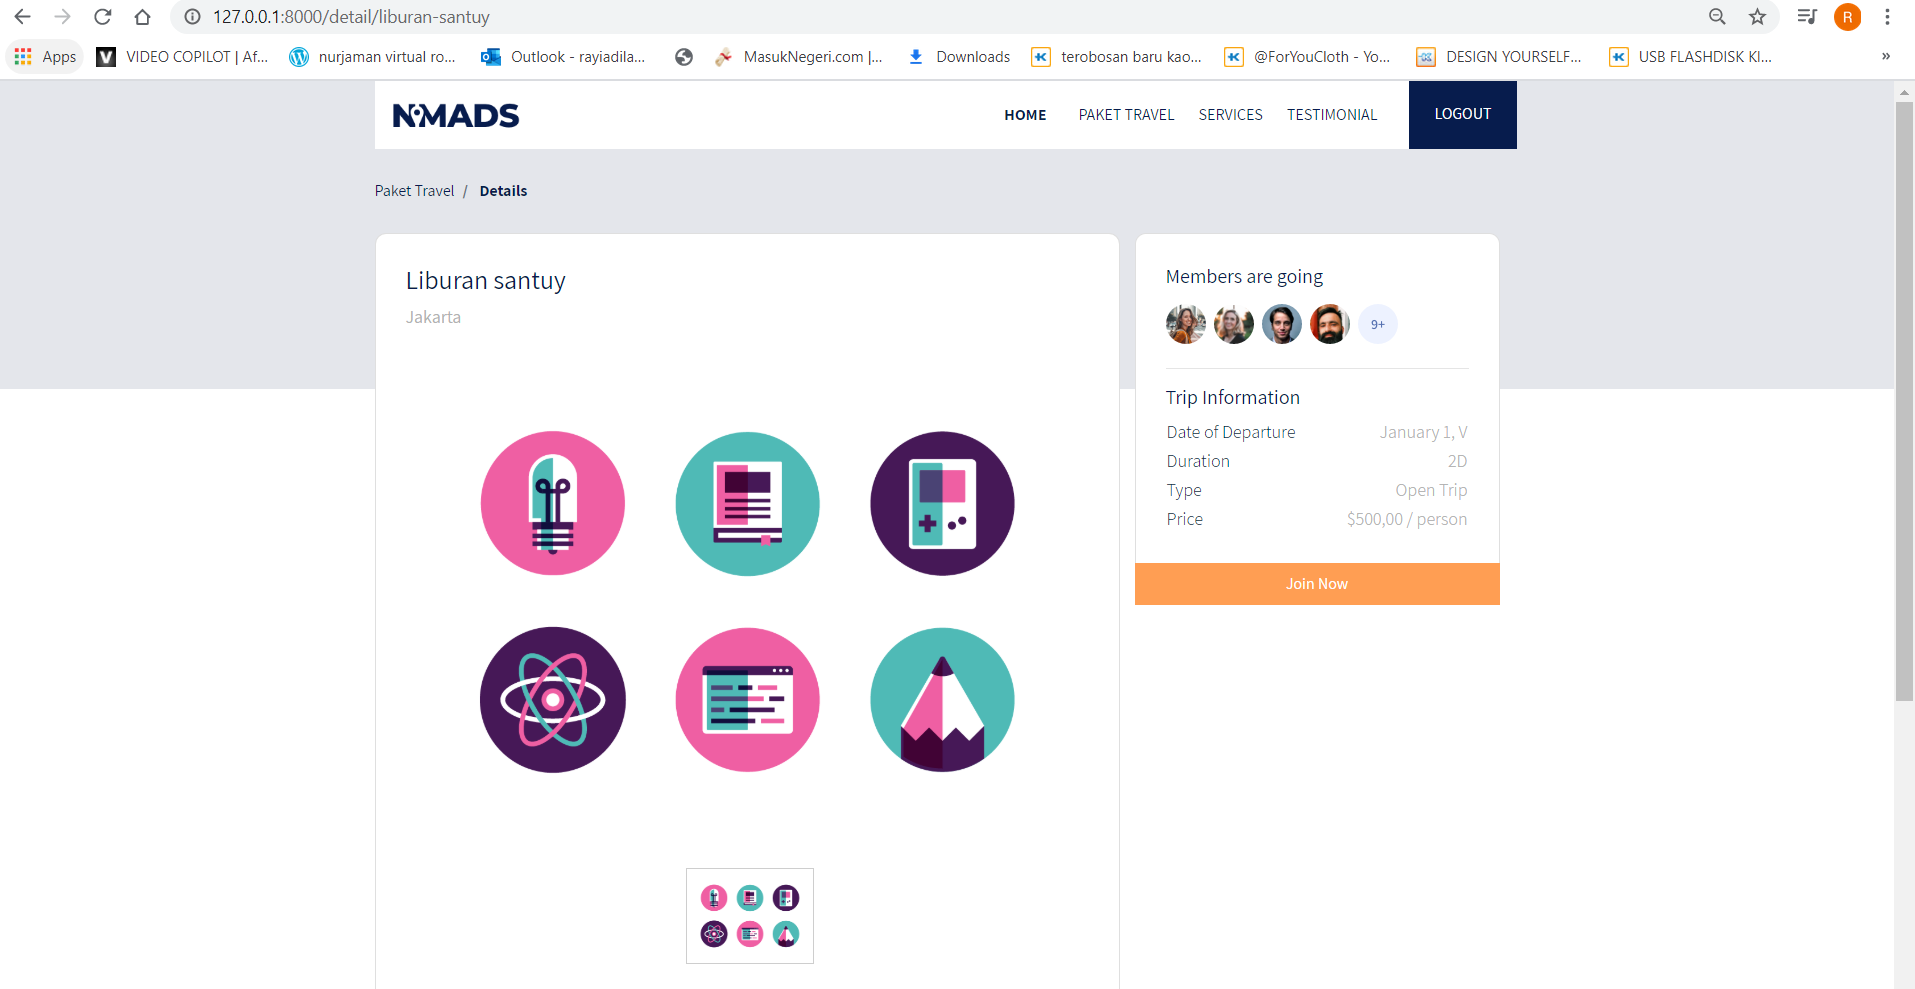 127.0.0.1:8000/detail/liburan-santuy
R
Apps
VIDEO COPILOT | Af...
nurjaman virtual ro...
Outlook - rayiadila...
MasukNegeri.com |...
Downloads
terobosan baru kao...
@ForYouCloth - Yo...
DESIGN YOURSELF...
USB FLASHDISK KI...
»
NOMADS
HOME
PAKET TRAVEL
SERVICES
TESTIMONIAL
LOGOUT
Paket Travel / Details
Liburan santuy
Jakarta
Members are going
9+
Trip Information
Date of Departure January 1, V
Duration 2D
Type Open Trip
Price $500,00 / person
Join Now